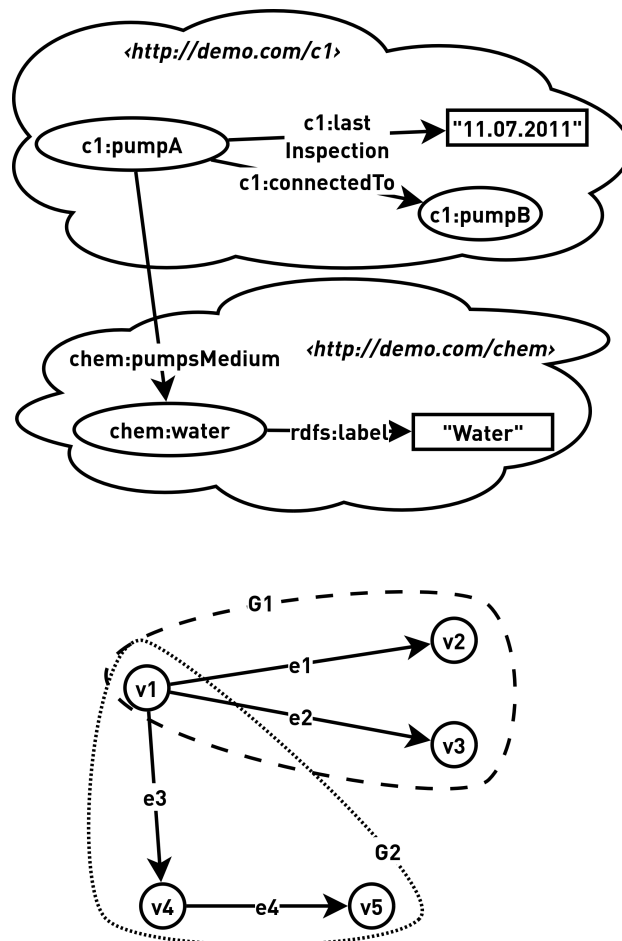 ‹http://demo.com/c1›
c1:pumpA
c1:last
Inspection
"11.07.2011"
c1:connectedTo
c1:pumpB
chem:pumpsMedium
‹http://demo.com/chem›
chem:water
rdfs:label
"Water"
G1
v1
e1
v2
e2
v3
e3
G2
v4
e4
v5